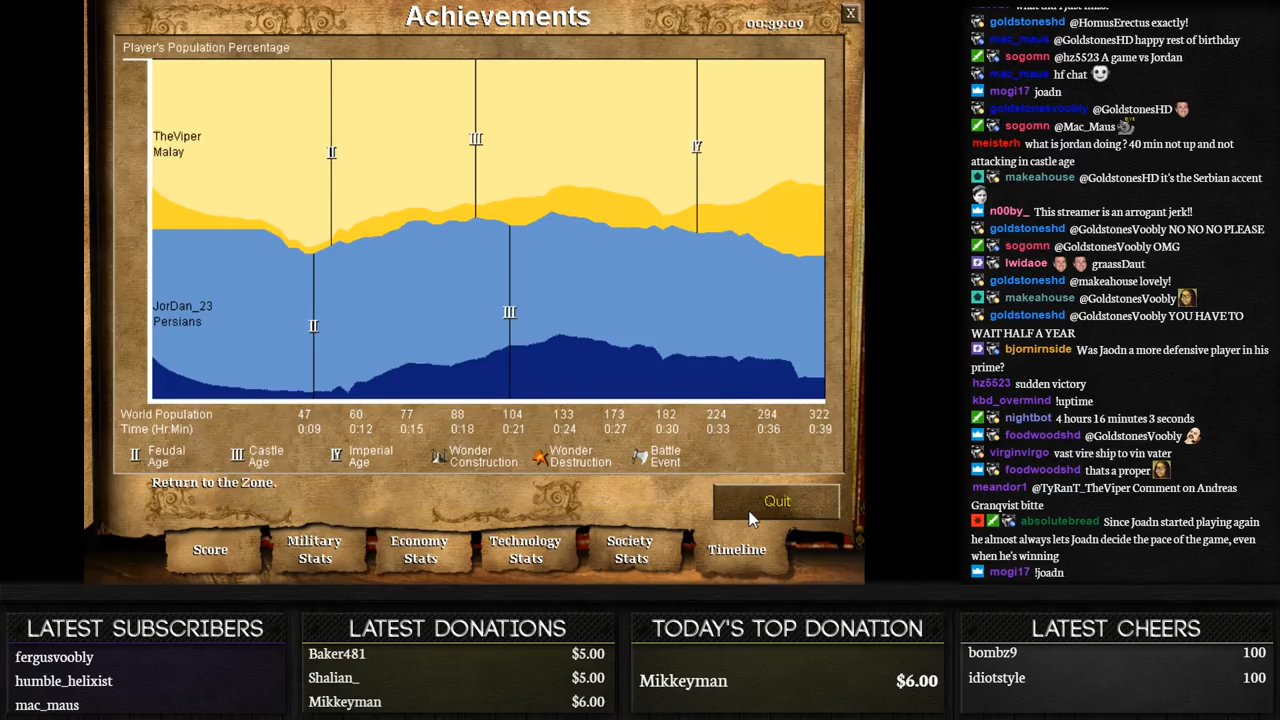 Achievements
00:39:09
X
Player's Population Percentage
TheViper
Malay
II
III
IV
JorDan_23
Persians
II
III
World Population 47 60 77 88 104 133 173 182 224 294 322
Time (Hr:Min) 0:09 0:12 0:15 0:18 0:21 0:24 0:27 0:30 0:33 0:36 0:39
II Feudal Age
III Castle Age
IV Imperial Age
Wonder Construction
Wonder Destruction
Battle Event
Return to the Zone.
Quit
Score
Military Stats
Economy Stats
Technology Stats
Society Stats
Timeline
goldstoneshd @HomusErectus exactly!
mac_maus @GoldstonesHD happy rest of birthday
sogomn @hz5523 A game vs Jordan
mac_maus hf chat
mogi17 joadn
goldstonesvoobly @GoldstonesHD
sogomn @Mac_Maus
meisterh what is jordan doing ? 40 min not up and not
attacking in castle age
makeahouse @GoldstonesHD it's the Serbian accent
n00by_ This streamer is an arrogant jerk!!
goldstoneshd @GoldstonesVoobly NO NO NO PLEASE
sogomn @GoldstonesVoobly OMG
lwidaoe graassDaut
goldstoneshd @makeahouse lovely!
makeahouse @GoldstonesVoobly
goldstoneshd @GoldstonesVoobly YOU HAVE TO
WAIT HALF A YEAR
bjornirnside Was Jaodn a more defensive player in his
prime?
hz5523 sudden victory
kbd_overmind !uptime
nightbot 4 hours 16 minutes 3 seconds
foodwoodshd @GoldstonesVoobly
virginvirgo vast vire ship to vin vater
foodwoodshd thats a proper
meandor1 @TyRanT_TheViper Comment on Andreas
Granqvist bitte
absolutebread Since Joadn started playing again
he almost always lets Joadn decide the pace of the game, even
when he's winning
mogi17 !joadn
LATEST SUBSCRIBERS
fergusvoobly
humble_helixist
mac_maus
LATEST DONATIONS
Baker481 $5.00
Shalian_ $5.00
Mikkeyman $6.00
TODAY'S TOP DONATION
Mikkeyman $6.00
LATEST CHEERS
bombz9 100
idiotstyle 100